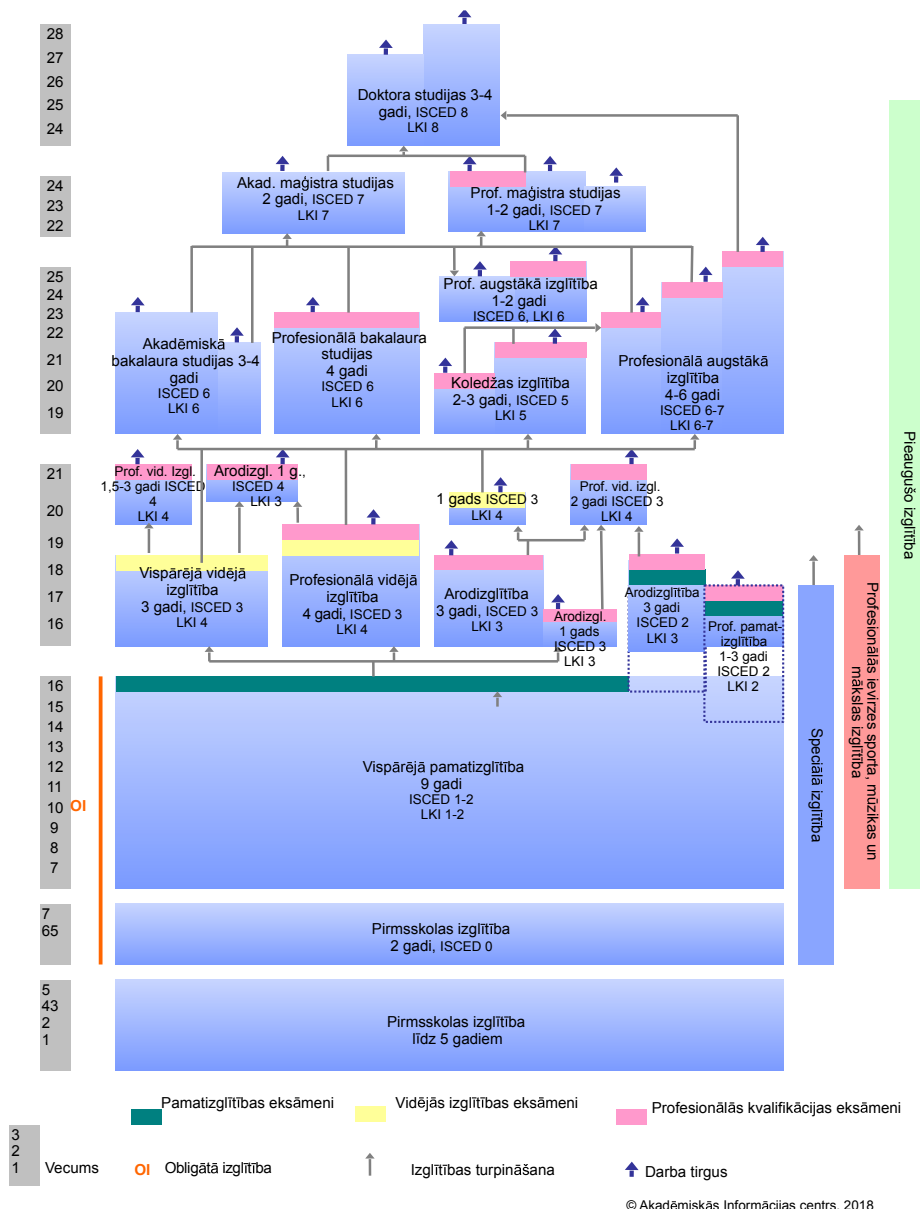 28
27
26
25
24
Doktora studijas 3-4
gadi, ISCED 8
LKI 8
24
23
22
Akad. maģistra studijas
2 gadi, ISCED 7
LKI 7
Prof. maģistra studijas
1-2 gadi, ISCED 7
LKI 7
25
24
23
22
21
20
19
Prof. augstākā izglītība
1-2 gadi
ISCED 6, LKI 6
Akadēmiskā
bakalaura studijas 3-4
gadi
ISCED 6
LKI 6
Profesionālā bakalaura
studijas
4 gadi
ISCED 6
LKI 6
Koledžas izglītība
2-3 gadi, ISCED 5
LKI 5
Profesionālā augstākā
izglītība
4-6 gadi
ISCED 6-7
LKI 6-7
21
20
19
18
17
16
Prof. vid. Izgl.
1,5-3 gadi ISCED
4
LKI 4
Arodizgl. 1 g.,
ISCED 4
LKI 3
1 gads ISCED 3
LKI 4
Prof. vid. izgl.
2 gadi ISCED 3
LKI 4
Vispārējā vidējā
izglītība
3 gadi, ISCED 3
LKI 4
Profesionālā vidējā
izglītība
4 gadi, ISCED 3
LKI 4
Arodizglītība
3 gadi, ISCED 3
LKI 3
Arodizgl.
1 gads
ISCED 3
LKI 3
Arodizglītība
3 gadi
ISCED 2
LKI 3
Prof. pamat-
izglītība
1-3 gadi
ISCED 2
LKI 2
16
15
14
13
12
11
10
9
8
7
OI
Vispārējā pamatizglītība
9 gadi
ISCED 1-2
LKI 1-2
7
65
Pirmsskolas izglītība
2 gadi, ISCED 0
5
43
2
1
Pirmsskolas izglītība
līdz 5 gadiem
Speciālā izglītība
Profesionālās ievirzes sporta, mūzikas un
mākslas izglītība
Pieaugušo izglītība
Pamatizglītības eksāmeni
Vidējās izglītības eksāmeni
Profesionālās kvalifikācijas eksāmeni
3
2
1
Vecums
OI Obligātā izglītība
Izglītības turpināšana
Darba tirgus
© Akadēmiskās Informācijas centrs, 2018